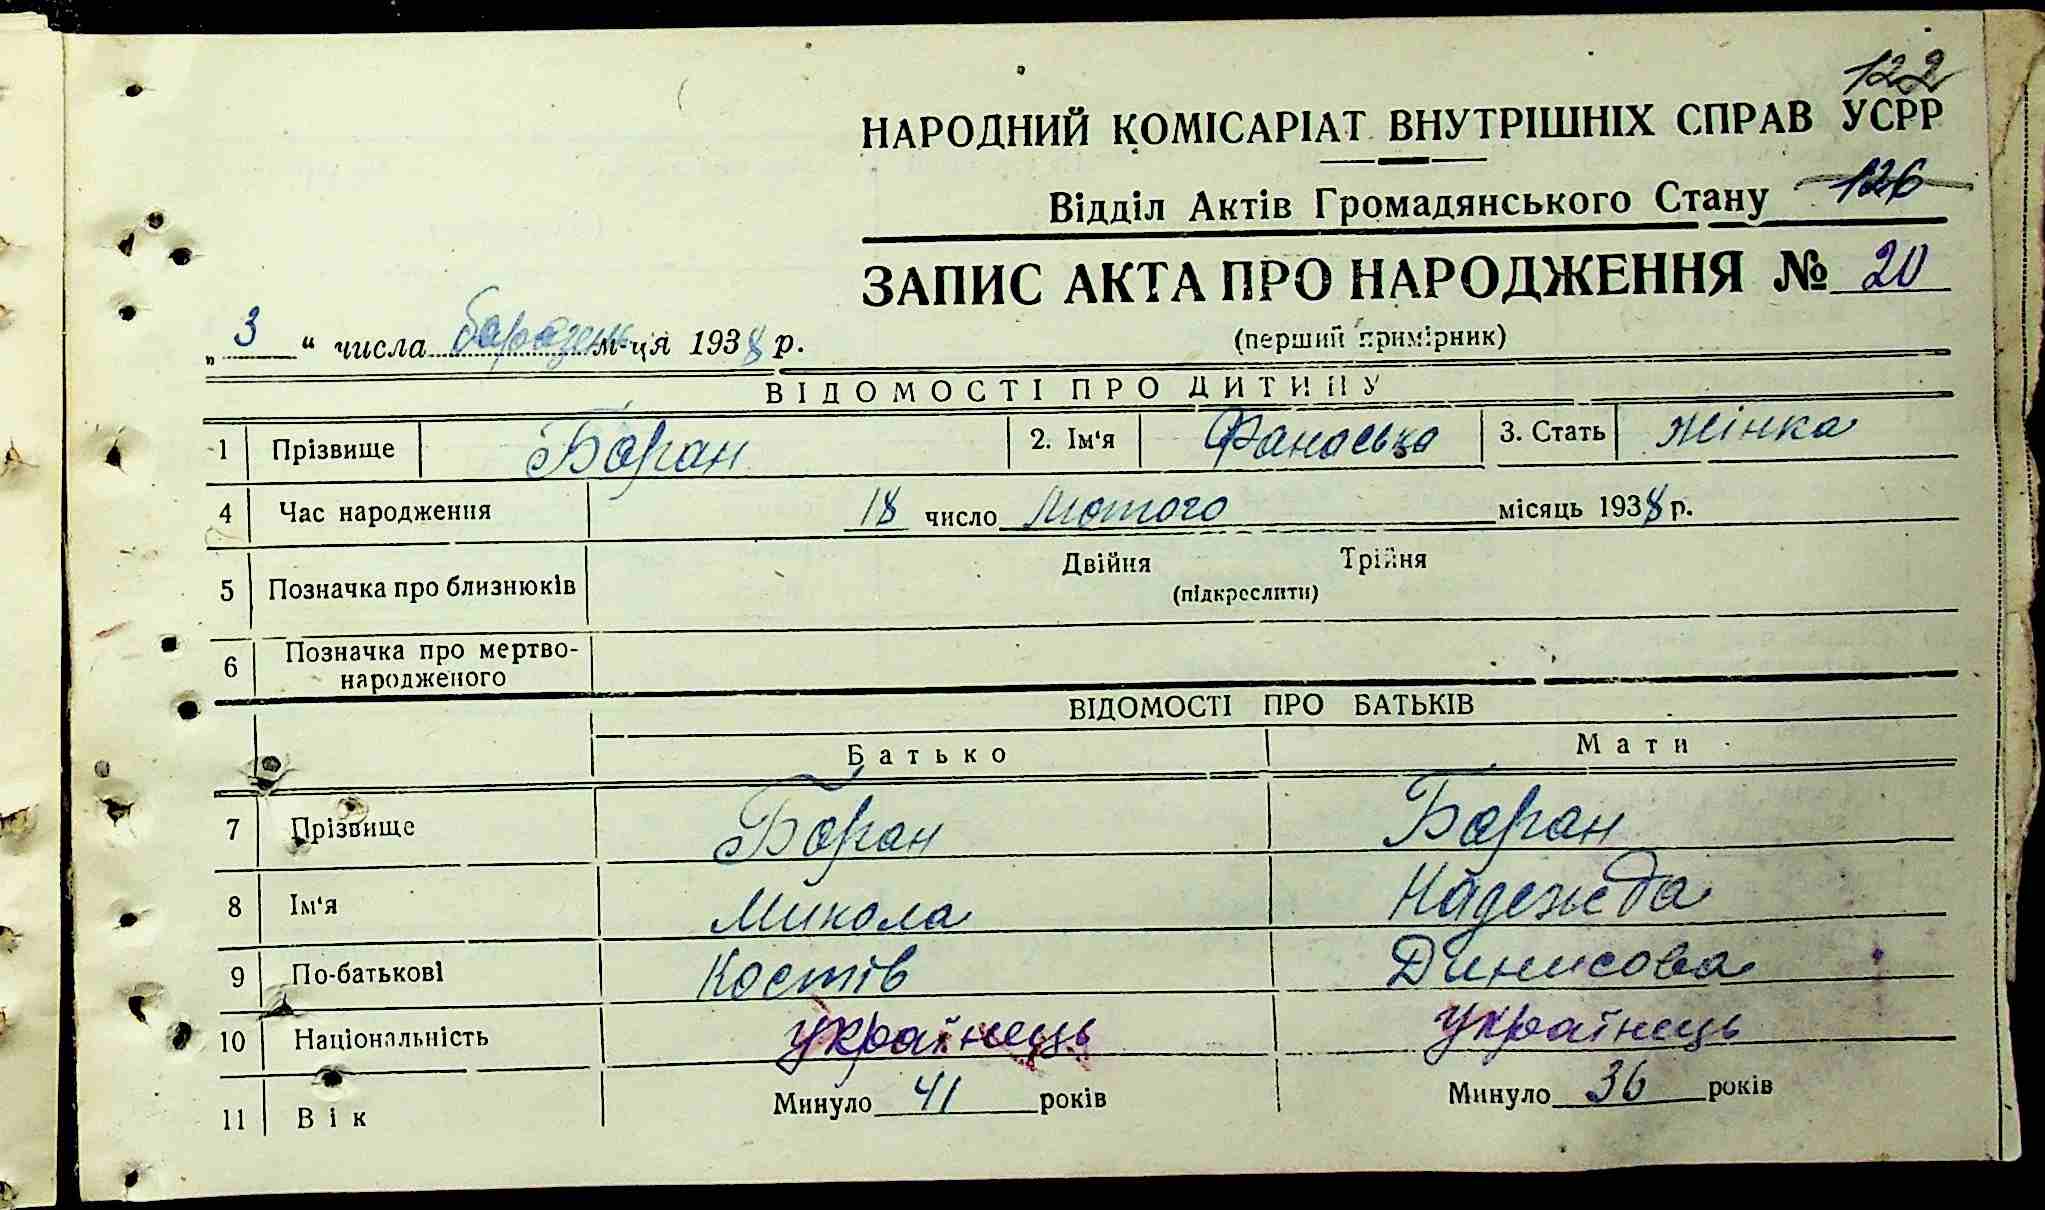 122
НАРОДНИЙ КОМІСАРІАТ ВНУТРІШНІХ СПРАВ УСРР
Відділ Актів Громадянського Стану 126
ЗАПИС АКТА ПРО НАРОДЖЕННЯ № 20
(перший примірник)
„ 3 “ числа березень м-ця 1938 р.
ВІДОМОСТІ ПРО ДИТИНУ
1 Прізвище Баран 2. Ім‘я Фанаська 3. Стать жінка
4 Час народження 18 число Лютого місяць 1938 р.
5 Позначка про близнюків Двійня Трійня
(підкреслити)
6 Позначка про мертво-
народженого
ВІДОМОСТІ ПРО БАТЬКІВ
Батько Мати
7 Прізвище Баран Баран
8 Ім‘я Микола Надежда
9 По-батькові Костів Динисова
10 Національність українець українець
11 Вік Минуло 41 років Минуло 36 років